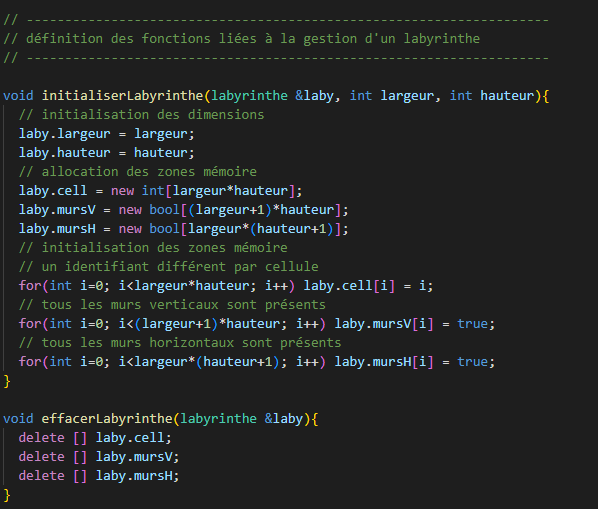 // ------------------------------------------------------------------
// définition des fonctions liées à la gestion d'un labyrinthe
// ------------------------------------------------------------------
void initialiserLabyrinthe(labyrinthe &laby, int largeur, int hauteur){
// initialisation des dimensions
laby.largeur = largeur;
laby.hauteur = hauteur;
// allocation des zones mémoire
laby.cell = new int[largeur*hauteur];
laby.mursV = new bool[(largeur+1)*hauteur];
laby.mursH = new bool[largeur*(hauteur+1)];
// initialisation des zones mémoire
// un identifiant différent par cellule
for(int i=0; i<largeur*hauteur; i++) laby.cell[i] = i;
// tous les murs verticaux sont présents
for(int i=0; i<(largeur+1)*hauteur; i++) laby.mursV[i] = true;
// tous les murs horizontaux sont présents
for(int i=0; i<largeur*(hauteur+1); i++) laby.mursH[i] = true;
}
void effacerLabyrinthe(labyrinthe &laby){
delete [] laby.cell;
delete [] laby.mursV;
delete [] laby.mursH;
}